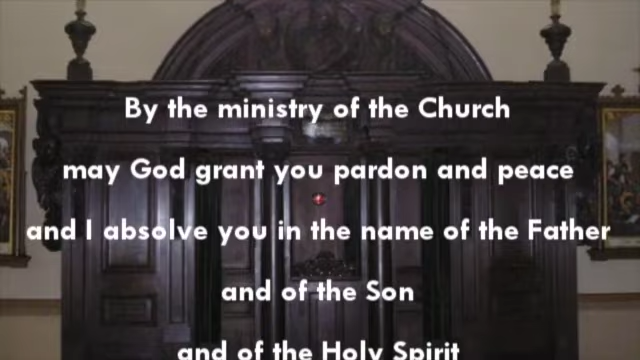 By the ministry of the Church
may God grant you pardon and peace
and I absolve you in the name of the Father
and of the Son
and of the Holy Spirit